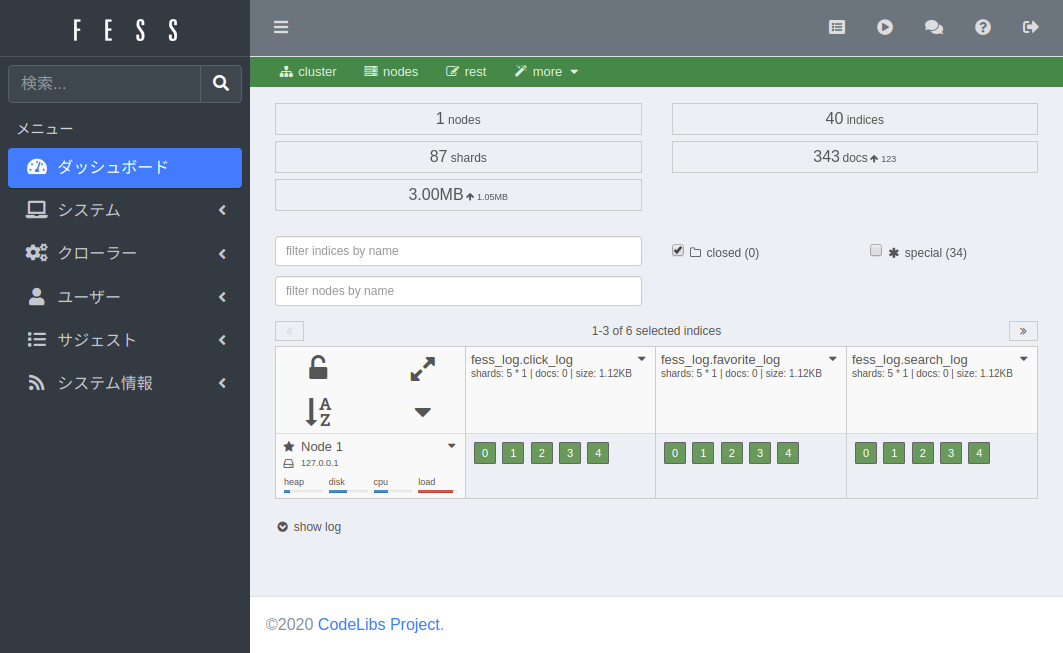 FESS
検索...
メニュー
ダッシュボード
システム
クローラー
ユーザー
サジェスト
システム情報
cluster nodes rest more
1 nodes
40 indices
87 shards
343 docs 123
3.00MB 1.05MB
filter indices by name
closed (0)
special (34)
filter nodes by name
« 1-3 of 6 selected indices »
A
Z
fess_log.click_log
shards: 5 * 1 | docs: 0 | size: 1.12KB
fess_log.favorite_log
shards: 5 * 1 | docs: 0 | size: 1.12KB
fess_log.search_log
shards: 5 * 1 | docs: 0 | size: 1.12KB
Node 1
127.0.0.1
heap disk cpu load
0 1 2 3 4
0 1 2 3 4
0 1 2 3 4
show log
©2020 CodeLibs Project.